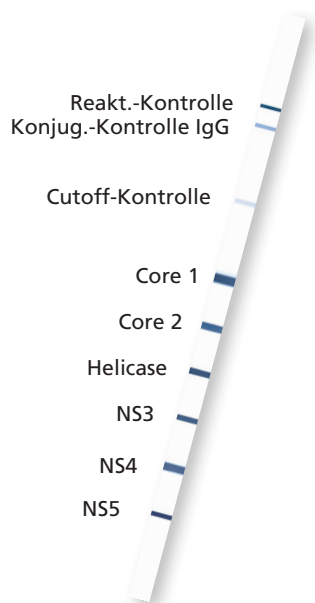 Reakt.-Kontrolle
Konjug.-Kontrolle IgG
Cutoff-Kontrolle
Core 1
Core 2
Helicase
NS3
NS4
NS5